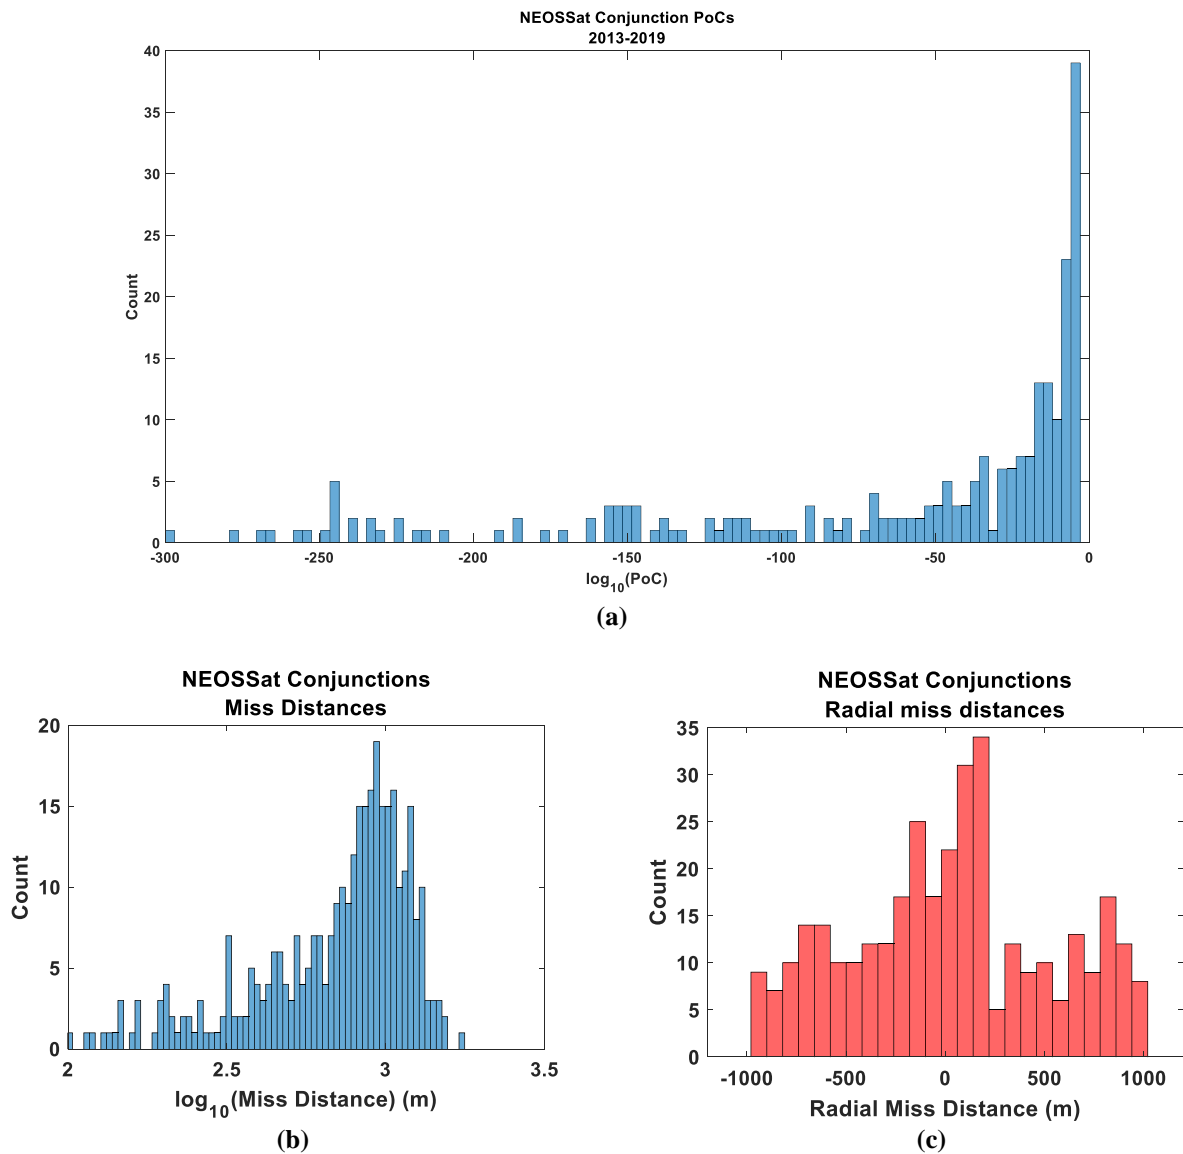 NEOSSat Conjunction PoCs
2013-2019
40
35
30
25
20
15
10
5
0
Count
-300
-250
-200
-150
-100
-50
0
log10(PoC)
(a)
NEOSSat Conjunctions
Miss Distances
20
15
10
5
0
Count
2
2.5
3
3.5
log10(Miss Distance) (m)
(b)
NEOSSat Conjunctions
Radial miss distances
35
30
25
20
15
10
5
0
Count
-1000
-500
0
500
1000
Radial Miss Distance (m)
(c)